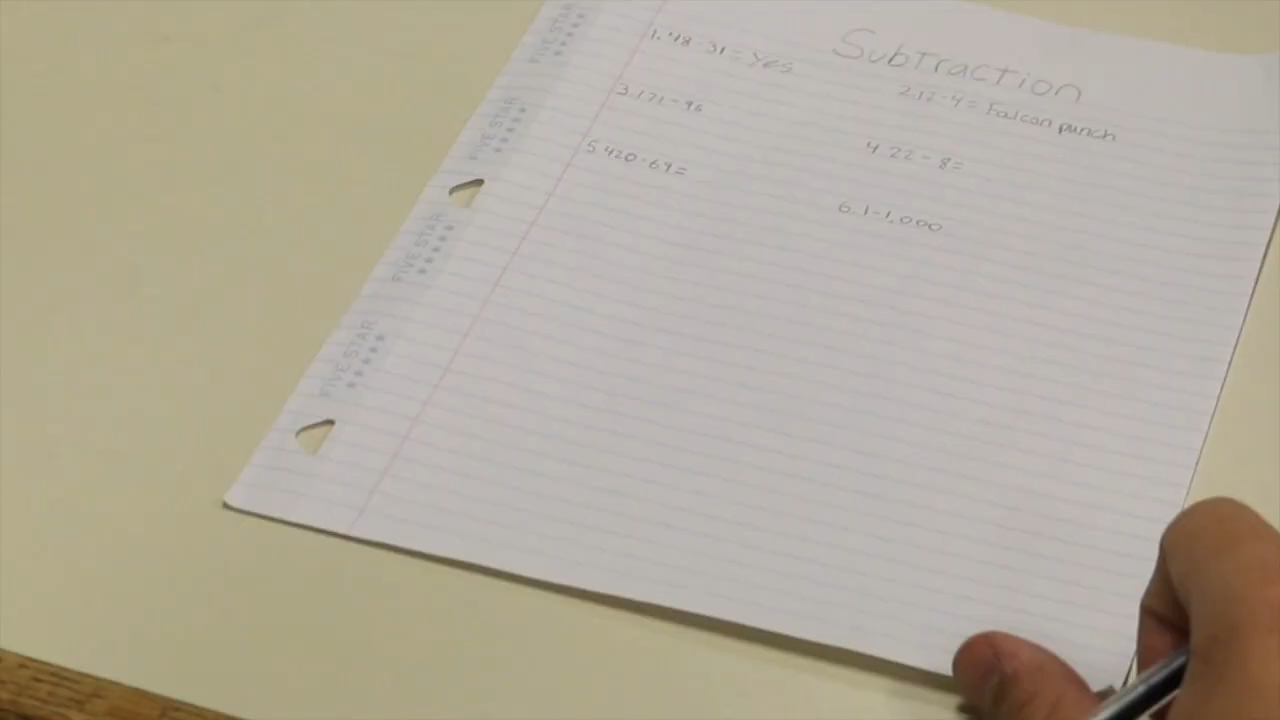 Subtraction
1. 48 - 31 = Yes
2. 12 - 4 = Falcan punch
3. 171 - 96
4 22 - 8 =
5 420 - 69 =
6. 1 - 1,000
FIVE STAR
FIVE STAR
FIVE STAR
FIVE STAR